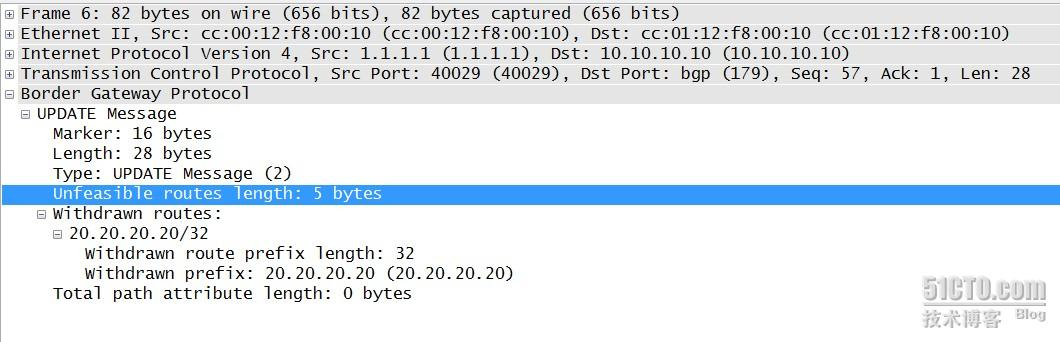 Frame 6: 82 bytes on wire (656 bits), 82 bytes captured (656 bits)
Ethernet II, Src: cc:00:12:f8:00:10 (cc:00:12:f8:00:10), Dst: cc:01:12:f8:00:10 (cc:01:12:f8:00:10)
Internet Protocol Version 4, Src: 1.1.1.1 (1.1.1.1), Dst: 10.10.10.10 (10.10.10.10)
Transmission Control Protocol, Src Port: 40029 (40029), Dst Port: bgp (179), Seq: 57, Ack: 1, Len: 28
Border Gateway Protocol
UPDATE Message
Marker: 16 bytes
Length: 28 bytes
Type: UPDATE Message (2)
Unfeasible routes length: 5 bytes
Withdrawn routes:
20.20.20.20/32
Withdrawn route prefix length: 32
Withdrawn prefix: 20.20.20.20 (20.20.20.20)
Total path attribute length: 0 bytes
51CTO.com
技术博客 Blog